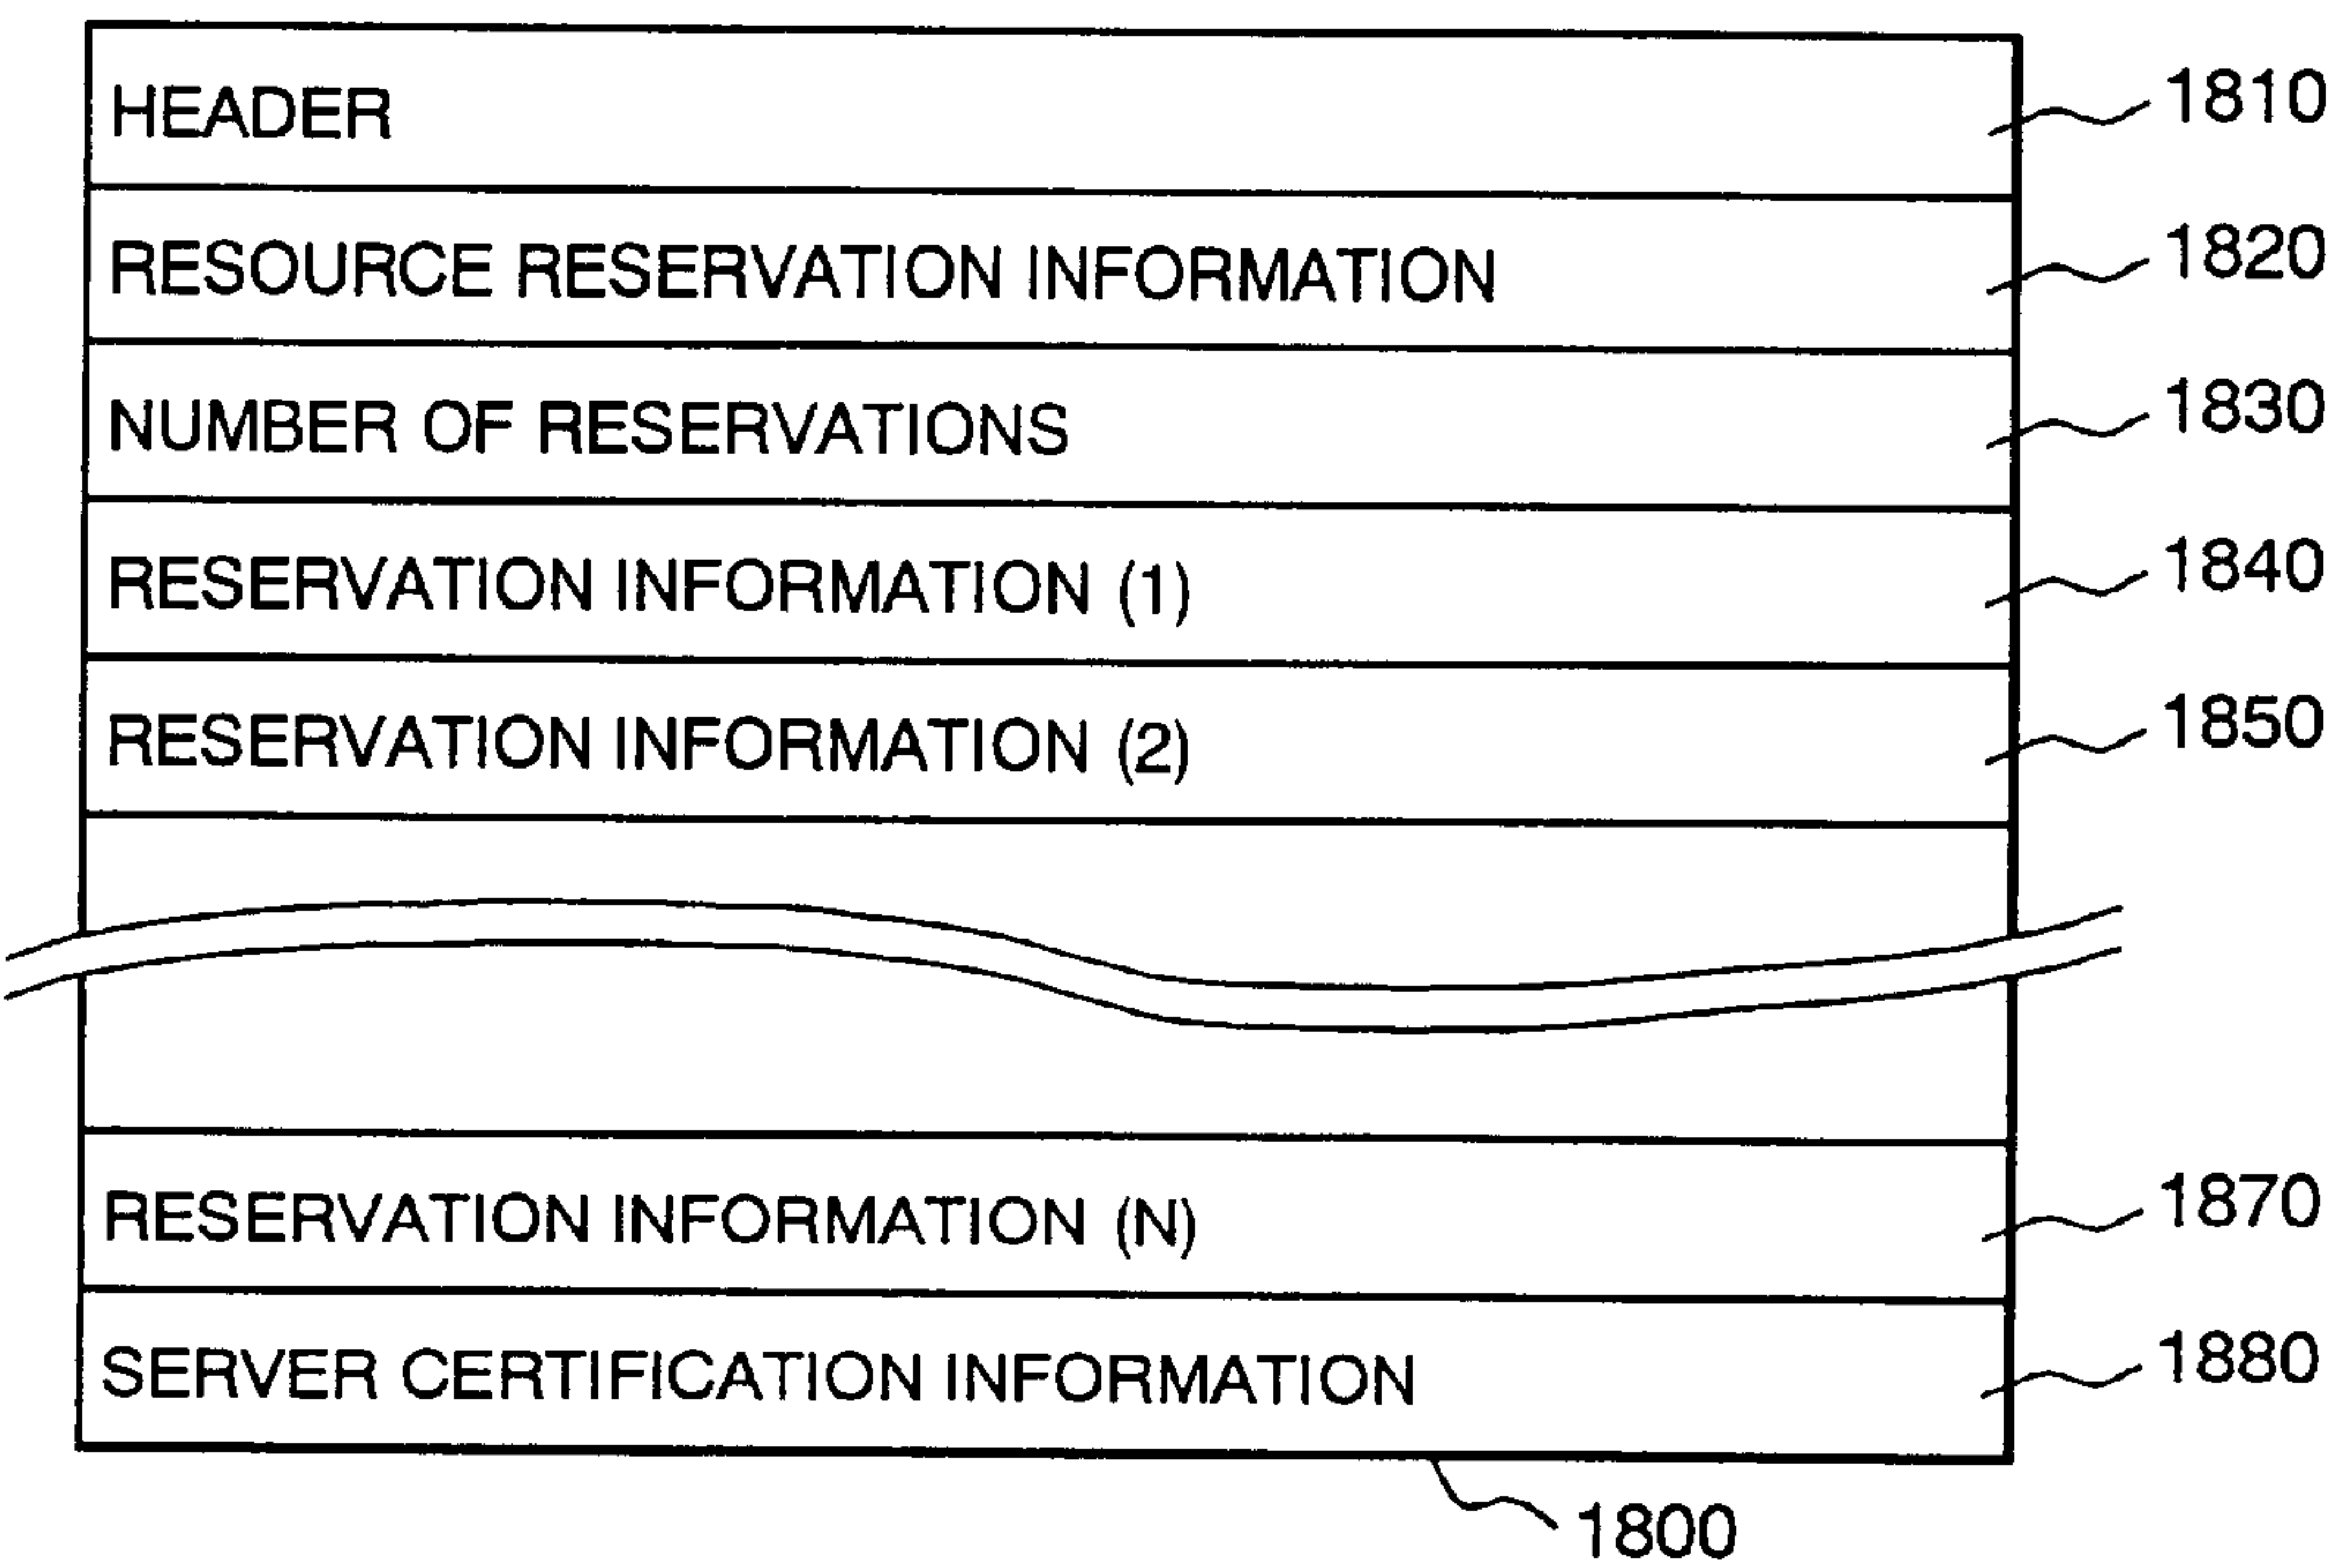 HEADER 1810
RESOURCE RESERVATION INFORMATION 1820
NUMBER OF RESERVATIONS 1830
RESERVATION INFORMATION (1) 1840
RESERVATION INFORMATION (2) 1850
RESERVATION INFORMATION (N) 1870
SERVER CERTIFICATION INFORMATION 1880
1800